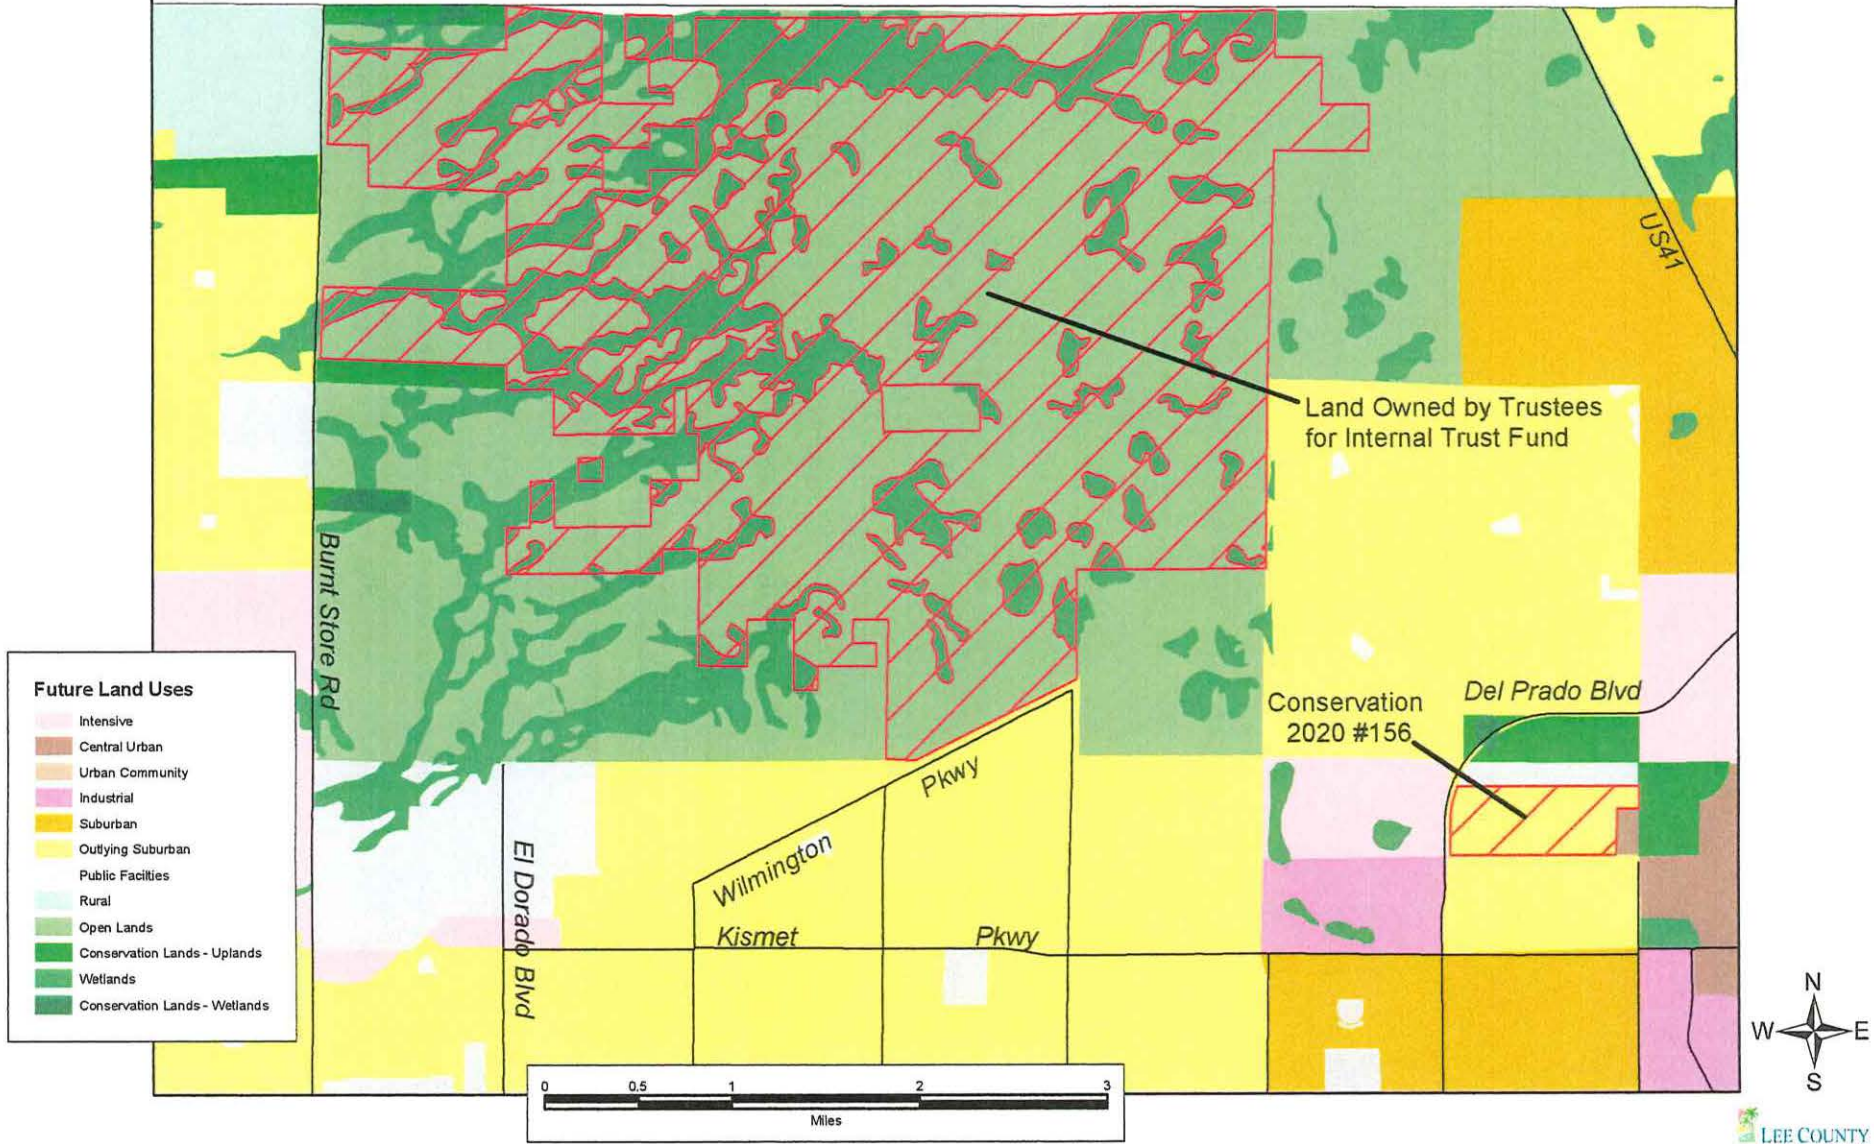 US41
Land Owned by Trustees
for Internal Trust Fund
Burnt Store Rd
Future Land Uses
Intensive
Central Urban
Urban Community
Industrial
Suburban
Outlying Suburban
Public Facilties
Rural
Open Lands
Conservation Lands - Uplands
Wetlands
Conservation Lands - Wetlands
Del Prado Blvd
Conservation
2020 #156
Wilmington
Pkwy
El Dorado Blvd
Kismet
Pkwy
N
W
E
S
0
0.5
1
2
3
Miles
LEE COUNTY